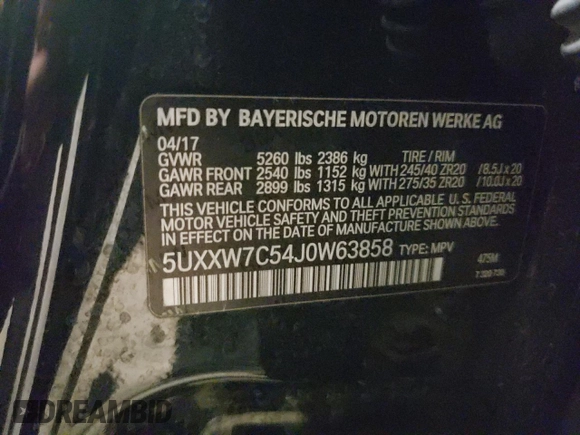 MFD BY BAYERISCHE MOTOREN WERKE AG
04/17
GVWR 5260 lbs 2386 kg TIRE / RIM
GAWR FRONT 2540 lbs 1152 kg WITH 245/40 ZR20 /8.5J x 20
GAWR REAR 2899 lbs 1315 kg WITH 275/35 ZR20 /10.0J x 20
THIS VEHICLE CONFORMS TO ALL APPLICABLE U. S. FEDERAL
MOTOR VEHICLE SAFETY AND THEFT PREVENTION STANDARDS
IN EFFECT ON THE DATE OF MANUFACTURE SHOWN ABOVE.
5UXXW7C54J0W63858 TYPE: MPV 475M
DREAMBID